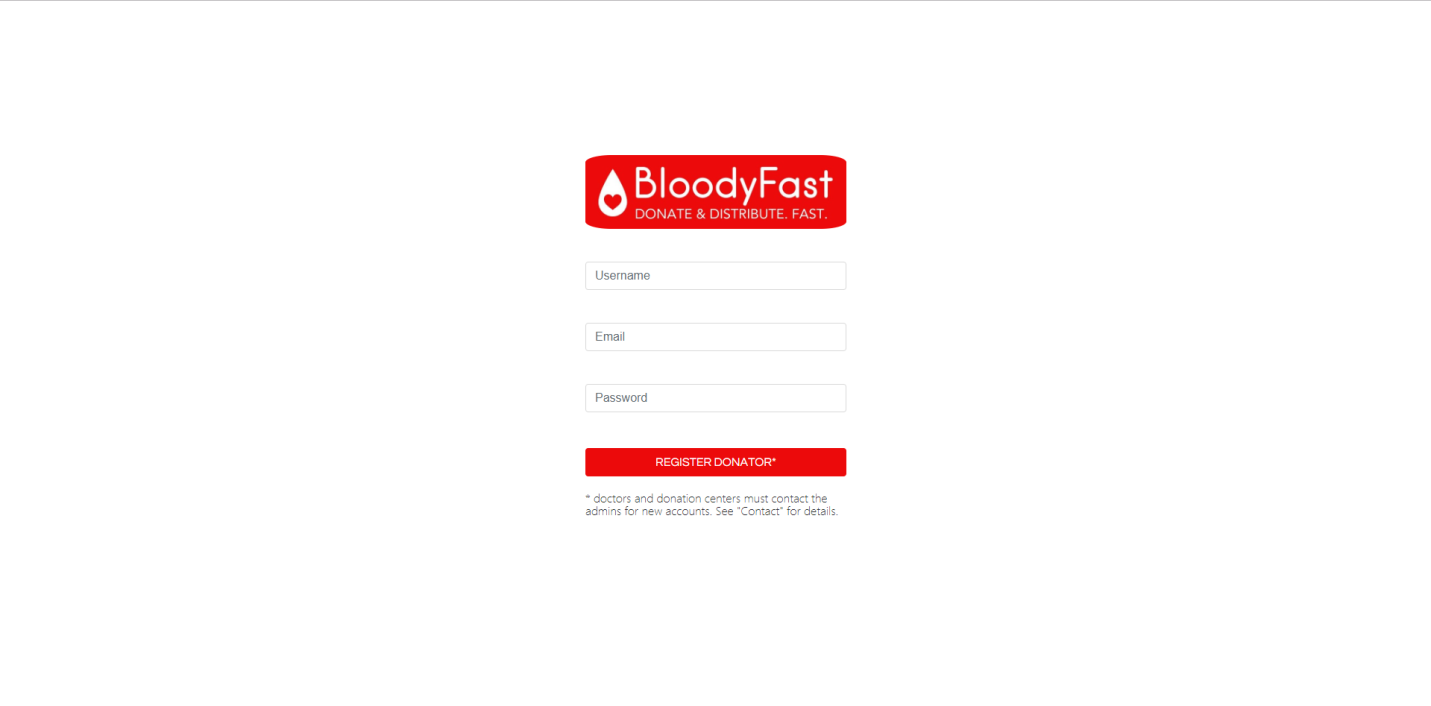 BloodyFast
DONATE & DISTRIBUTE. FAST.
Username
Email
Password
REGISTER DONATOR*
* doctors and donation centers must contact the
admins for new accounts. See "Contact" for details.